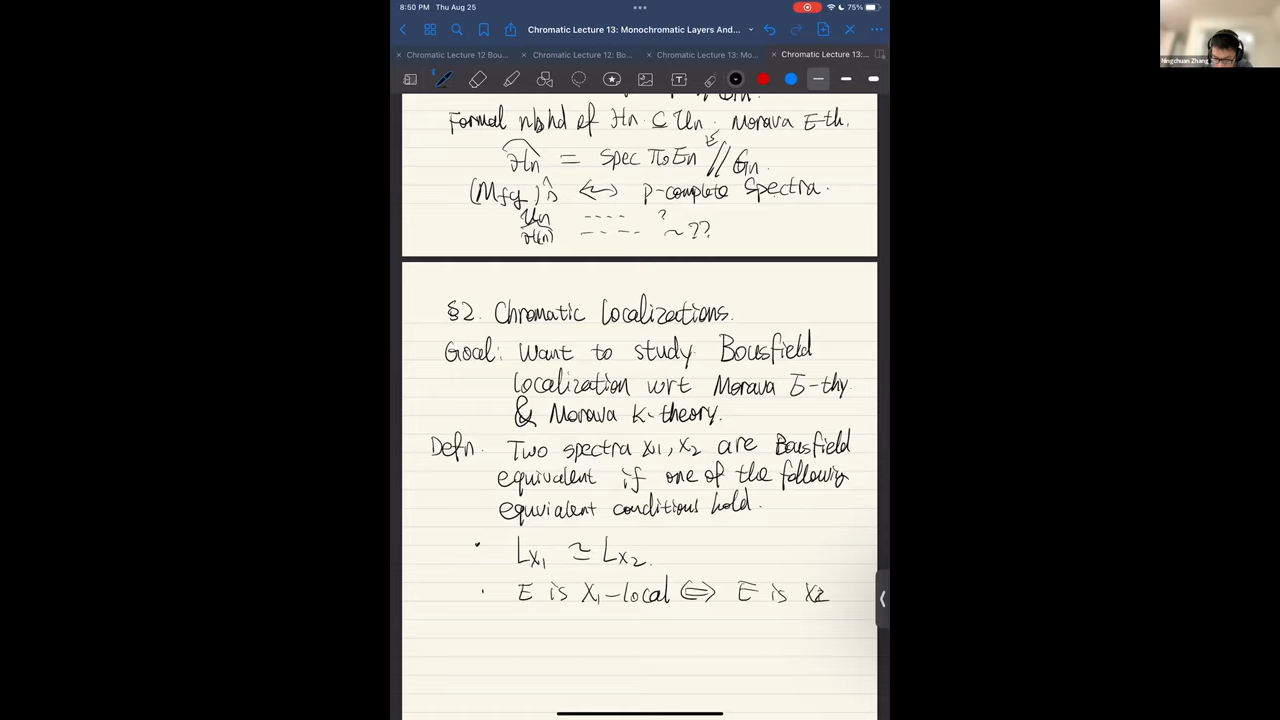 8:50 PM Thu Aug 25
75%
Chromatic Lecture 13: Monochromatic Layers And...
Chromatic Lecture 12 Bou...
Chromatic Lecture 12: Bo...
Chromatic Lecture 13: Mo...
Chromatic Lecture 13:...
Ningchuan Zhang
Formal nbhd of Hn ⊆ Un. Morava E-th.
Ĥn = Spec π0 En // Gn.
(Mfg)^p ⟷ p-complete Spectra.
Un ---- ?
Ĥ(n) ---- ~ ??
§2. Chromatic Localizations.
Goal: Want to study Bousfield
localization wrt Morava E-thy
& Morava K-theory.
Defn. Two spectra X1, X2 are Bousfield
equivalent if one of the following
equivalent conditions hold.
· LX1 ≃ LX2.
· E is X1-local ⟺ E is X2